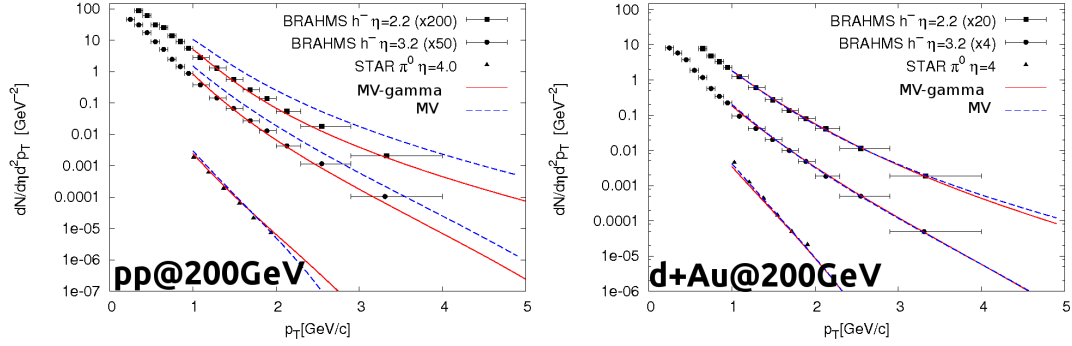 BRAHMS h⁻ η=2.2 (x200)
BRAHMS h⁻ η=3.2 (x50)
STAR π⁰ η=4.0
MV-gamma
MV
100
10
1
0.1
0.01
0.001
0.0001
1e-05
1e-06
1e-07
dN/dηd²p_T [GeV⁻²]
pp@200GeV
0 1 2 3 4 5
p_T[GeV/c]
BRAHMS h⁻ η=2.2 (x20)
BRAHMS h⁻ η=3.2 (x4)
STAR π⁰ η=4
MV-gamma
MV
100
10
1
0.1
0.01
0.001
0.0001
1e-05
1e-06
dN/dηd²p_T [GeV⁻²]
d+Au@200GeV
0 1 2 3 4 5
p_T[GeV/c]